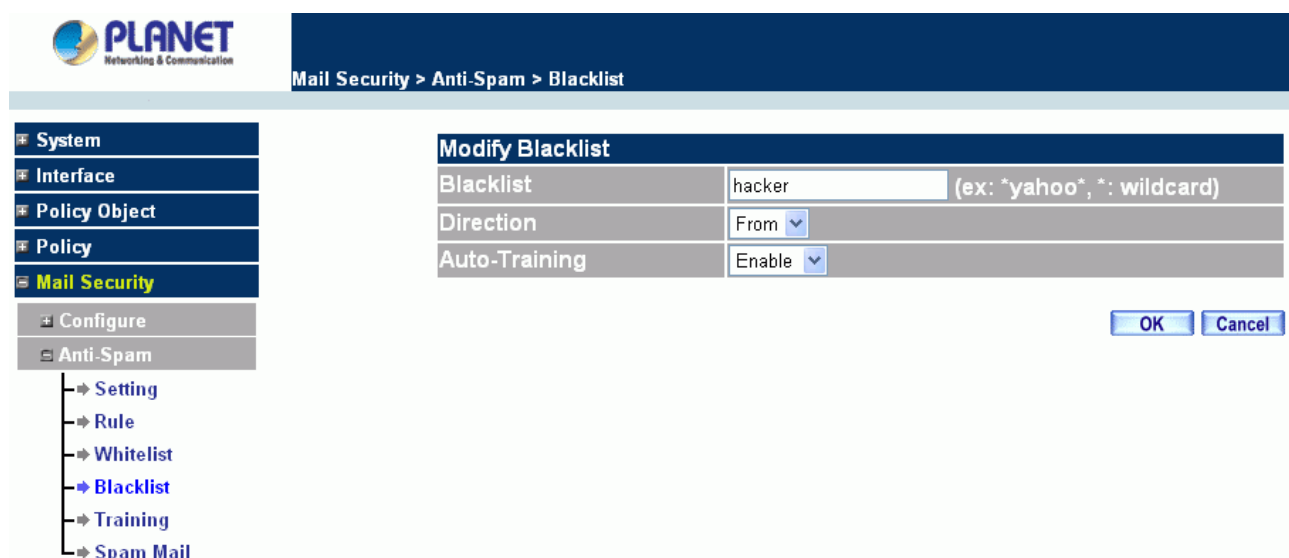 PLANET
Networking & Communication
Mail Security > Anti-Spam > Blacklist
System
Interface
Policy Object
Policy
Mail Security
Configure
Anti-Spam
Setting
Rule
Whitelist
Blacklist
Training
Spam Mail
Modify Blacklist
Blacklist hacker (ex: *yahoo*, *: wildcard)
Direction From
Auto-Training Enable
OK Cancel